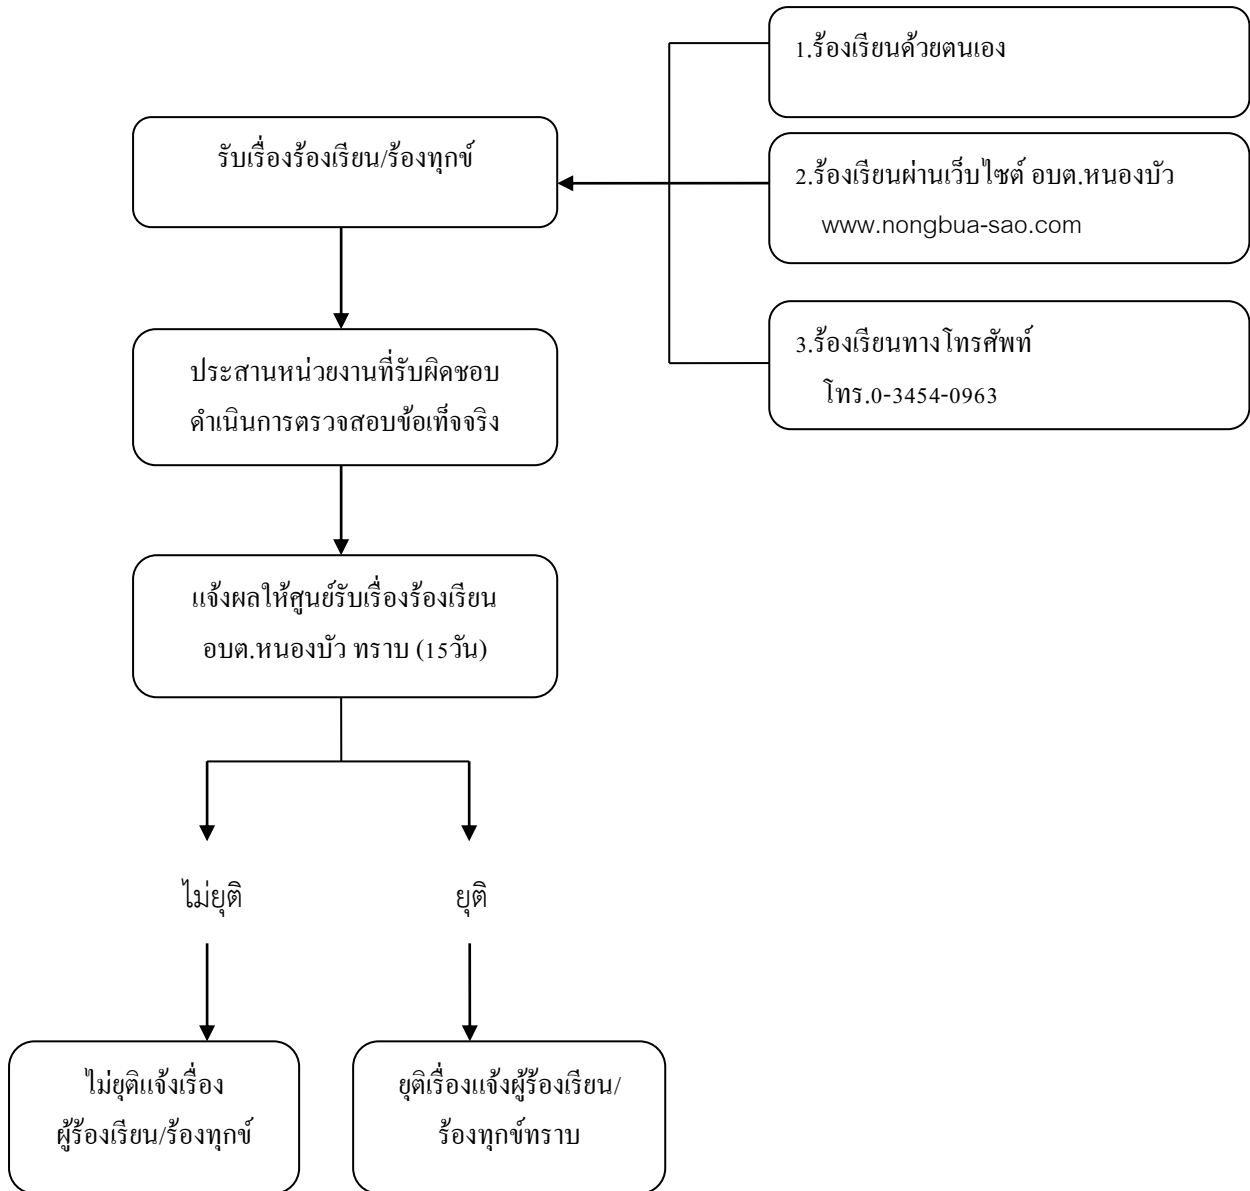 1.ร้องเรียนด้วยตนเอง
รับเรื่องร้องเรียน/ร้องทุกข์
2.ร้องเรียนผ่านเว็บไซต์ อบต.หนองบัว
www.nongbua-sao.com
3.ร้องเรียนทางโทรศัพท์
โทร.0-3454-0963
ประสานหน่วยงานที่รับผิดชอบ
ดำเนินการตรวจสอบข้อเท็จจริง
แจ้งผลให้ศูนย์รับเรื่องร้องเรียน
อบต.หนองบัว ทราบ (15วัน)
ไม่ยุติ
ยุติ
ไม่ยุติแจ้งเรื่อง
ผู้ร้องเรียน/ร้องทุกข์
ยุติเรื่องแจ้งผู้ร้องเรียน/
ร้องทุกข์ทราบ